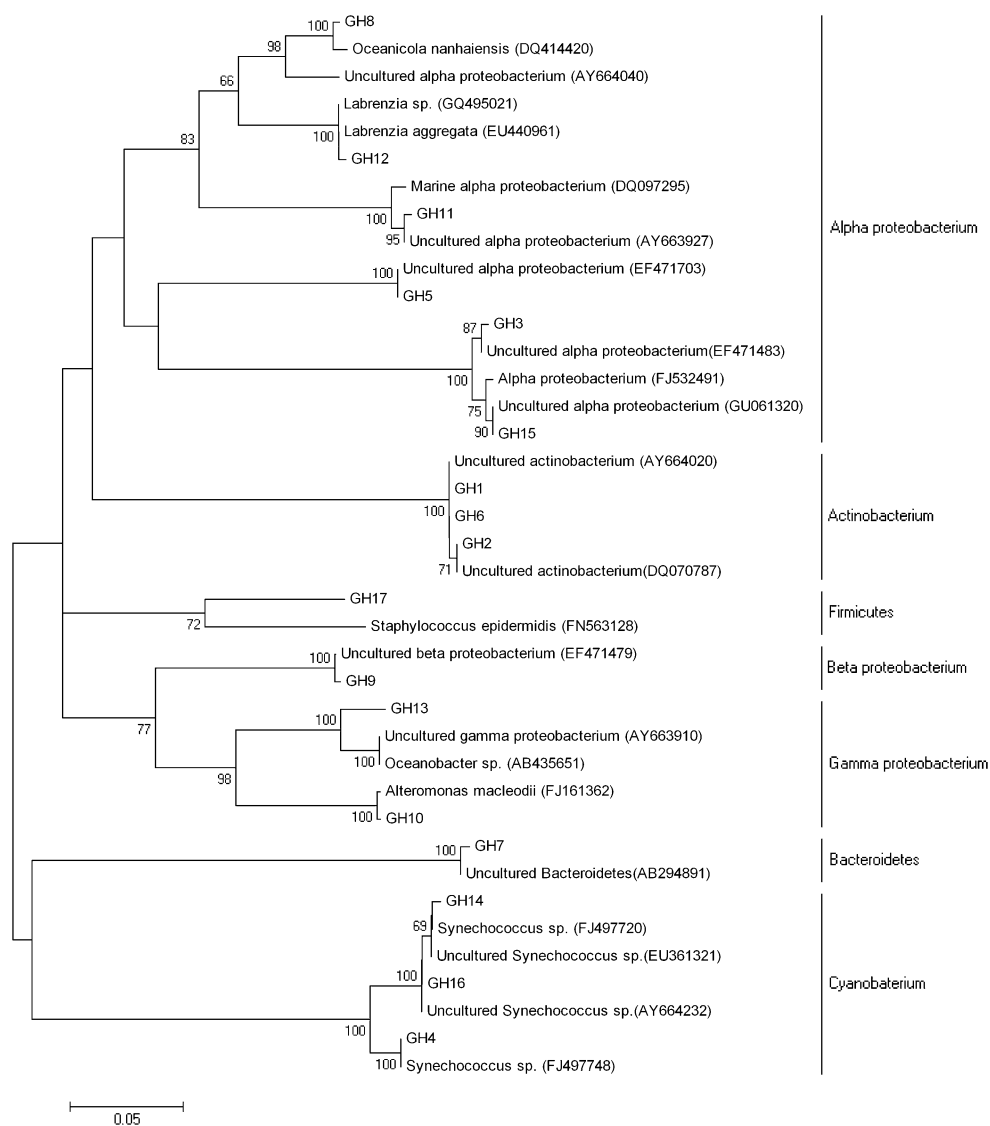 GH8
100
Oceanicola nanhaiensis (DQ414420)
98
Uncultured alpha proteobacterium (AY664040)
66
Labrenzia sp. (GQ495021)
Labrenzia aggregata (EU440961)
100
83
GH12
Marine alpha proteobacterium (DQ097295)
100
GH11
95
Uncultured alpha proteobacterium (AY663927)
Alpha proteobacterium
Uncultured alpha proteobacterium (EF471703)
100
GH5
GH3
87
Uncultured alpha proteobacterium(EF471483)
100
Alpha proteobacterium (FJ532491)
75
Uncultured alpha proteobacterium (GU061320)
90
GH15
Uncultured actinobacterium (AY664020)
GH1
100
GH6
Actinobacterium
GH2
71
Uncultured actinobacterium(DQ070787)
GH17
72
Firmicutes
Staphylococcus epidermidis (FN563128)
Uncultured beta proteobacterium (EF471479)
100
Beta proteobacterium
GH9
77
GH13
100
Uncultured gamma proteobacterium (AY663910)
100
Oceanobacter sp. (AB435651)
Gamma proteobacterium
98
Alteromonas macleodii (FJ161362)
100
GH10
GH7
100
Bacteroidetes
Uncultured Bacteroidetes(AB294891)
GH14
69
Synechococcus sp. (FJ497720)
Uncultured Synechococcus sp.(EU361321)
100
GH16
Cyanobaterium
Uncultured Synechococcus sp.(AY664232)
100
GH4
100
Synechococcus sp. (FJ497748)
0.05